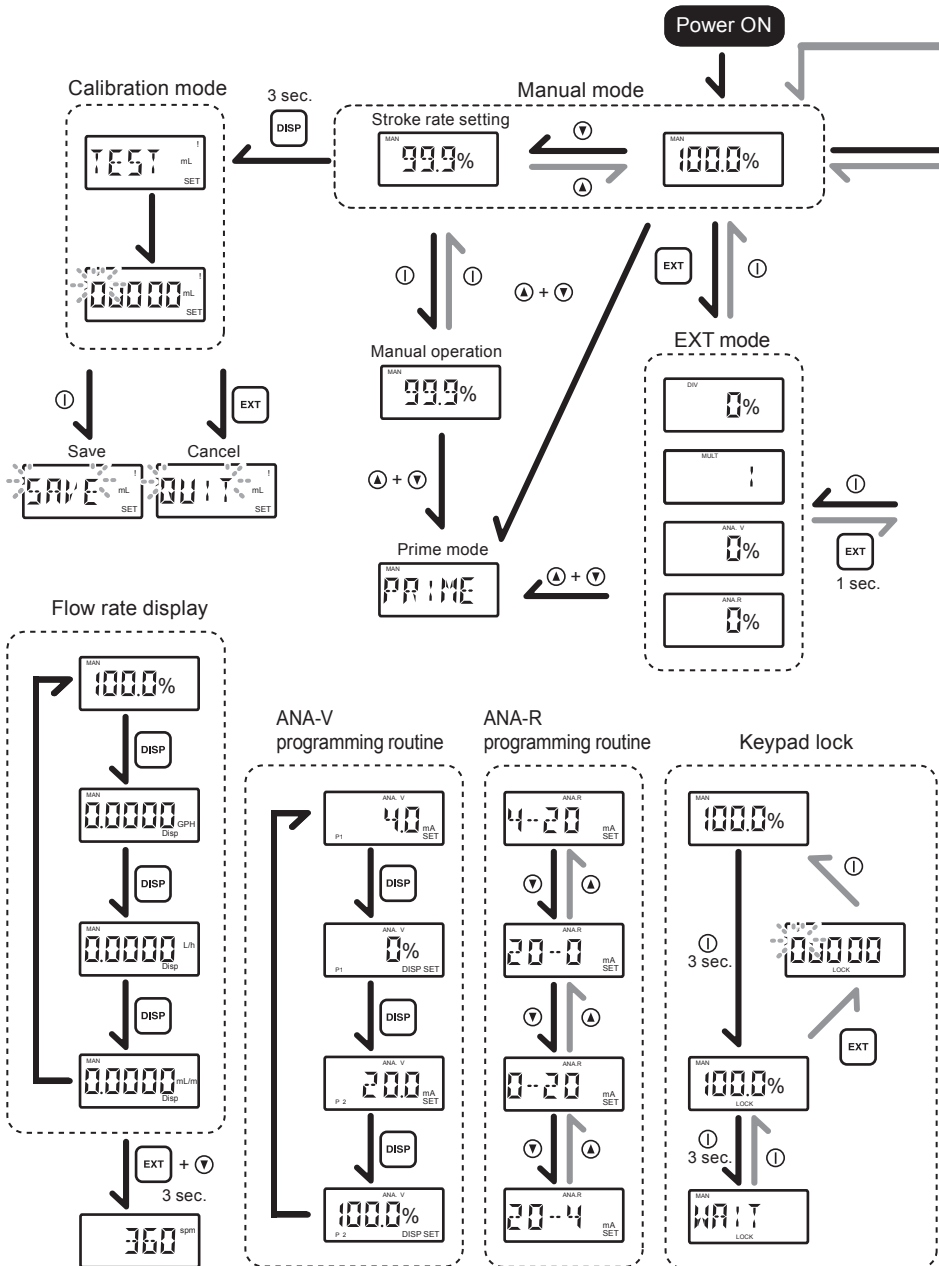 Power ON
Calibration mode
3 sec.
DISP
Manual mode
Stroke rate setting
MAN
99.9%
MAN
100.0%
TEST
!
mL
SET
00000
!
mL
SET
EXT
▲ + ▼
EXT mode
DIV
0%
MULT
1
ANA. V
0%
ANA.R
0%
EXT
1 sec.
Manual operation
MAN
99.9%
▲ + ▼
Prime mode
MAN
PRIME
▲ + ▼
EXT
Save
SAVE
!
mL
SET
Cancel
QUIT
!
mL
SET
Flow rate display
MAN
100.0%
DISP
MAN
0.0000 GPH
Disp
DISP
MAN
0.0000 L/h
Disp
DISP
MAN
0.0000 mL/m
Disp
EXT + ▼
3 sec.
360 spm
ANA-V
programming routine
ANA. V
4.0 mA
P1 SET
DISP
ANA. V
0%
P1 DISP SET
DISP
ANA. V
20.0 mA
P 2 SET
DISP
ANA. V
100.0%
P 2 DISP SET
ANA-R
programming routine
ANA.R
4--20 mA
SET
ANA.R
20--0 mA
SET
ANA.R
0--20 mA
SET
ANA.R
20--4 mA
SET
Keypad lock
MAN
100.0%
3 sec.
00000
LOCK
EXT
MAN
100.0%
LOCK
3 sec.
MAN
WAIT
LOCK